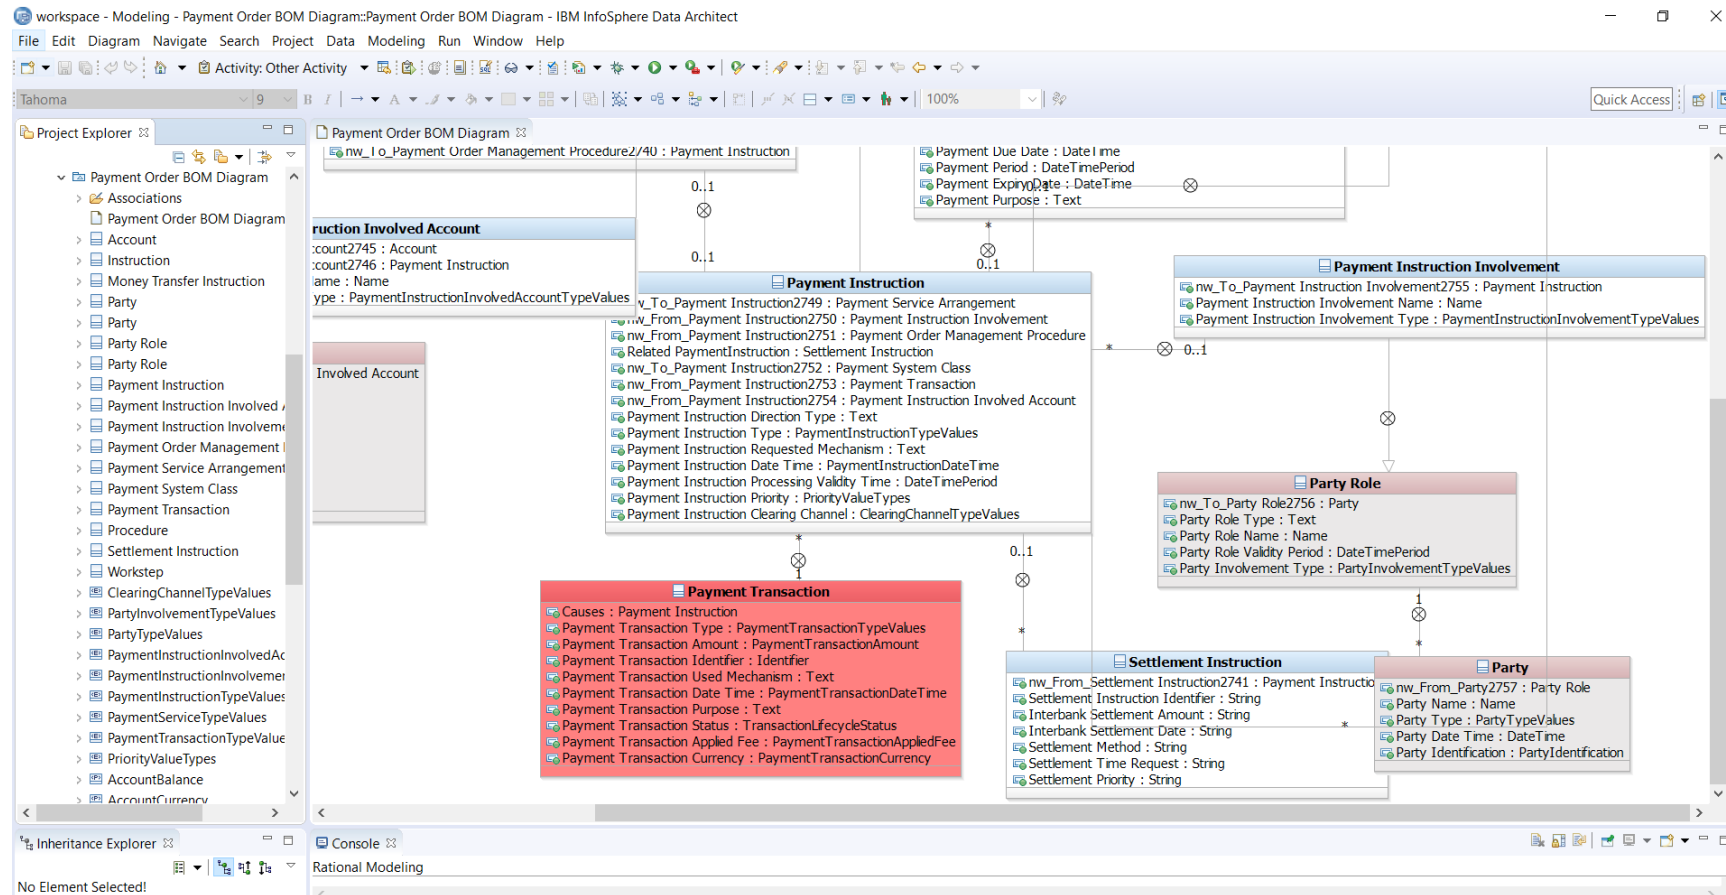 workspace - Modeling - Payment Order BOM Diagram::Payment Order BOM Diagram - IBM InfoSphere Data Architect
File Edit Diagram Navigate Search Project Data Modeling Run Window Help
Activity: Other Activity
Tahoma 9 B I A 100% Quick Access
Project Explorer
Payment Order BOM Diagram
Associations
Payment Order BOM Diagram
Account
Instruction
Money Transfer Instruction
Party
Party
Party Role
Party Role
Payment Instruction
Payment Instruction Involved
Payment Instruction Involveme
Payment Order Management
Payment Service Arrangement
Payment System Class
Payment Transaction
Procedure
Settlement Instruction
Workstep
ClearingChannelTypeValues
PartyInvolvementTypeValues
PartyTypeValues
PaymentInstructionInvolvedAc
PaymentInstructionInvolvemer
PaymentInstructionTypeValues
PaymentServiceTypeValues
PaymentTransactionTypeValue
PriorityValueTypes
AccountBalance
AccountCurrency
Payment Order BOM Diagram
nw_To_Payment Order Management Procedure2740 : Payment Instruction
0..1
0..1
Payment Due Date : DateTime
Payment Period : DateTimePeriod
Payment Expiry Date : DateTime
0..1
Payment Purpose : Text
*
0..1
ruction Involved Account
ccount2745 : Account
ccount2746 : Payment Instruction
lame : Name
ype : PaymentInstructionInvolvedAccountTypeValues
Involved Account
Payment Instruction
w_To_Payment Instruction2749 : Payment Service Arrangement
nw_From_Payment Instruction2750 : Payment Instruction Involvement
nw_From_Payment Instruction2751 : Payment Order Management Procedure
Related PaymentInstruction : Settlement Instruction
nw_To_Payment Instruction2752 : Payment System Class
nw_From_Payment Instruction2753 : Payment Transaction
nw_From_Payment Instruction2754 : Payment Instruction Involved Account
Payment Instruction Direction Type : Text
Payment Instruction Type : PaymentInstructionTypeValues
Payment Instruction Requested Mechanism : Text
Payment Instruction Date Time : PaymentInstructionDateTime
Payment Instruction Processing Validity Time : DateTimePeriod
Payment Instruction Priority : PriorityValueTypes
Payment Instruction Clearing Channel : ClearingChannelTypeValues
* 0..1
Payment Instruction Involvement
nw_To_Payment Instruction Involvement2755 : Payment Instruction
Payment Instruction Involvement Name : Name
Payment Instruction Involvement Type : PaymentInstructionInvolvementTypeValues
Party Role
nw_To_Party Role2756 : Party
Party Role Type : Text
Party Role Name : Name
Party Role Validity Period : DateTimePeriod
Party Involvement Type : PartyInvolvementTypeValues
1
*
*
1
0..1
*
Payment Transaction
Causes : Payment Instruction
Payment Transaction Type : PaymentTransactionTypeValues
Payment Transaction Amount : PaymentTransactionAmount
Payment Transaction Identifier : Identifier
Payment Transaction Used Mechanism : Text
Payment Transaction Date Time : PaymentTransactionDateTime
Payment Transaction Purpose : Text
Payment Transaction Status : TransactionLifecycleStatus
Payment Transaction Applied Fee : PaymentTransactionAppliedFee
Payment Transaction Currency : PaymentTransactionCurrency
Settlement Instruction
nw_From_Settlement Instruction2741 : Payment Instructio
Settlement Instruction Identifier : String
Interbank Settlement Amount : String
Interbank Settlement Date : String
Settlement Method : String
Settlement Time Request : String
Settlement Priority : String
*
Party
nw_From_Party2757 : Party Role
Party Name : Name
Party Type : PartyTypeValues
Party Date Time : DateTime
Party Identification : PartyIdentification
Inheritance Explorer
No Element Selected!
Console
Rational Modeling